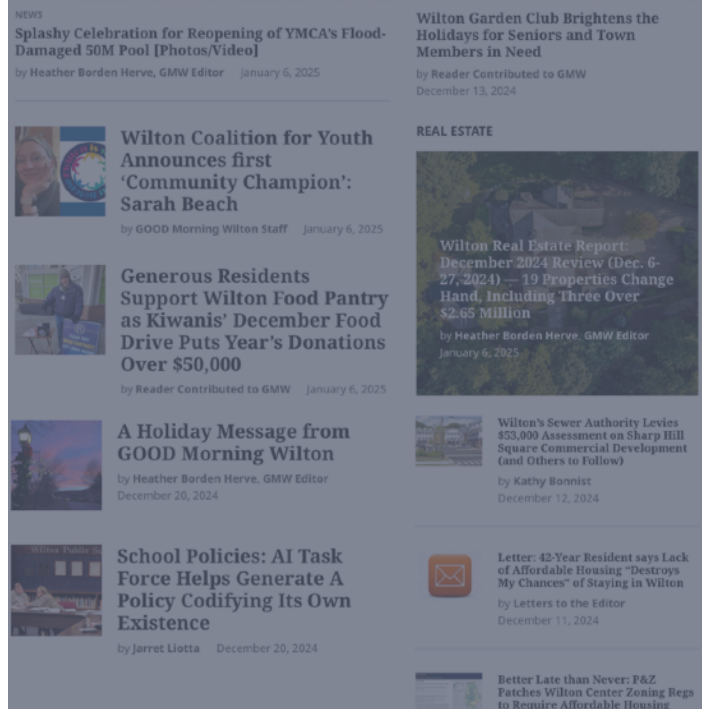 NEWS
Splashy Celebration for Reopening of YMCA's Flood-
Damaged 50M Pool [Photos/Video]
by Heather Borden Herve, GMW Editor January 6, 2025
Wilton Coalition for Youth
Announces first
‘Community Champion’:
Sarah Beach
by GOOD Morning Wilton Staff January 6, 2025
Generous Residents
Support Wilton Food Pantry
as Kiwanis’ December Food
Drive Puts Year’s Donations
Over $50,000
by Reader Contributed to GMW January 6, 2025
A Holiday Message from
GOOD Morning Wilton
by Heather Borden Herve, GMW Editor
December 20, 2024
Wilton Public Sc
School Policies: AI Task
Force Helps Generate A
Policy Codifying Its Own
Existence
by Jarret Liotta December 20, 2024
Wilton Garden Club Brightens the
Holidays for Seniors and Town
Members in Need
by Reader Contributed to GMW
December 13, 2024
REAL ESTATE
Wilton Real Estate Report:
December 2024 Review (Dec. 6-
27, 2024) — 19 Properties Change
Hand, Including Three Over
$2.65 Million
by Heather Borden Herve, GMW Editor
January 6, 2025
Wilton’s Sewer Authority Levies
$53,000 Assessment on Sharp Hill
Square Commercial Development
(and Others to Follow)
by Kathy Bonnist
December 12, 2024
Letter: 42-Year Resident says Lack
of Affordable Housing “Destroys
My Chances” of Staying in Wilton
by Letters to the Editor
December 11, 2024
Better Late than Never: P&Z
Patches Wilton Center Zoning Regs
to Require Affordable Housing